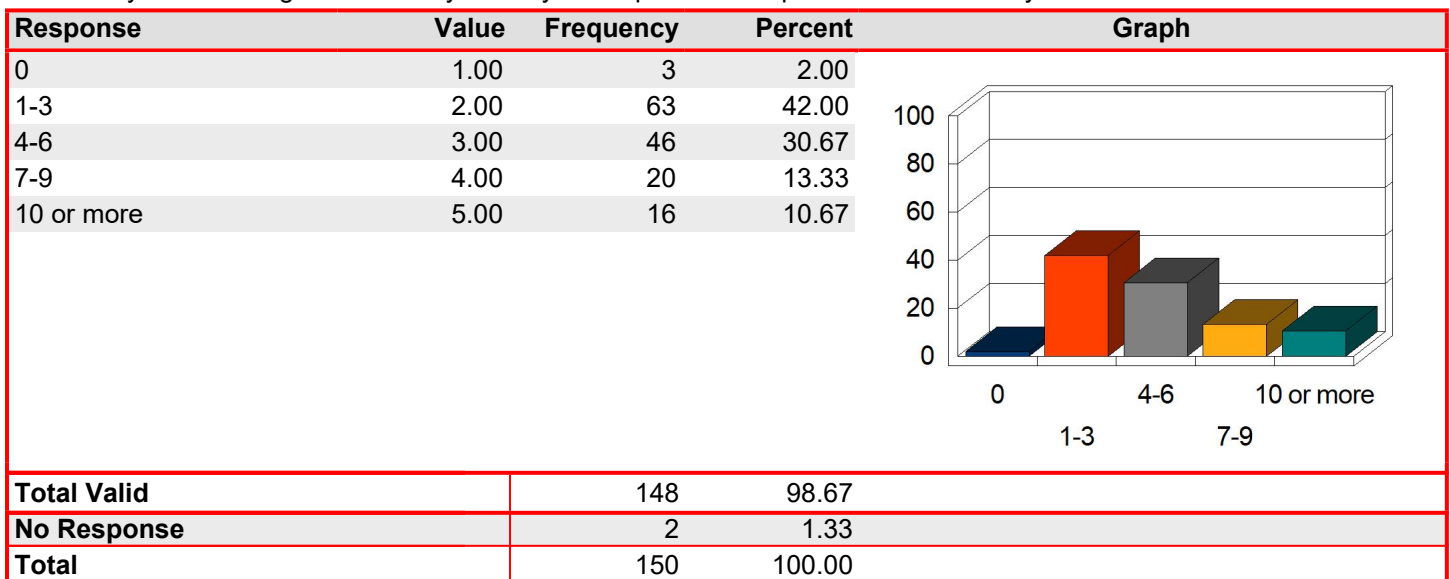 Response Value Frequency Percent Graph
0 1.00 3 2.00
1-3 2.00 63 42.00
4-6 3.00 46 30.67
7-9 4.00 20 13.33
10 or more 5.00 16 10.67
100
80
60
40
20
0
0 4-6 10 or more
1-3 7-9
Total Valid 148 98.67
No Response 2 1.33
Total 150 100.00